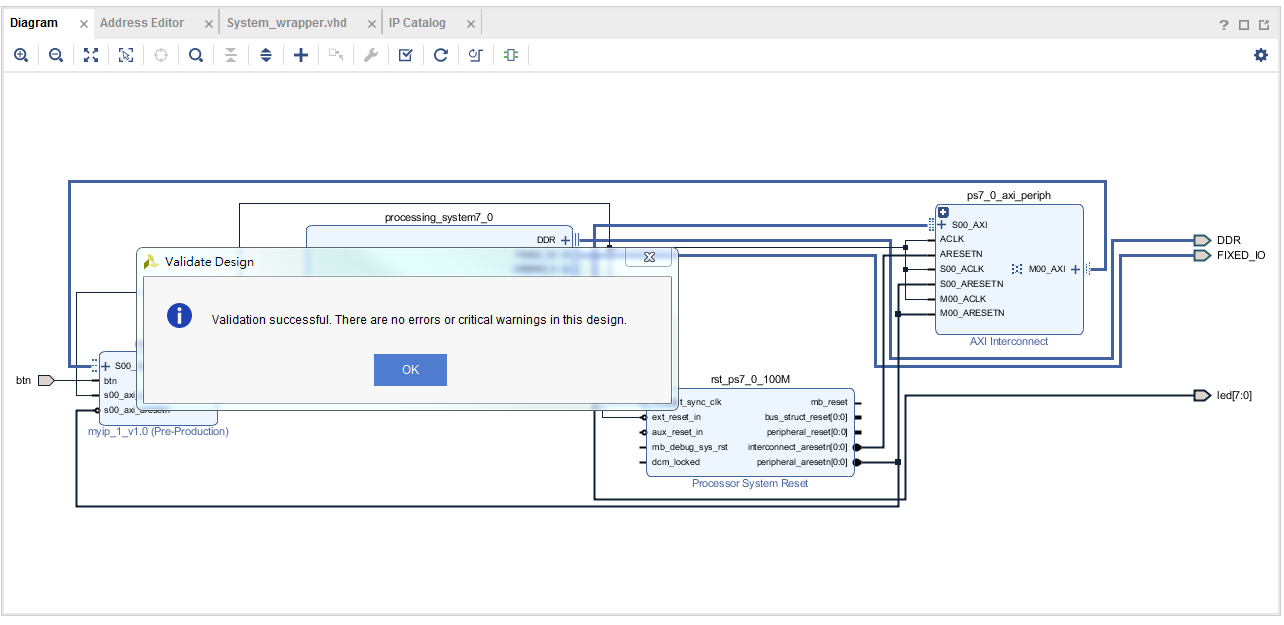 Diagram
Address Editor
System_wrapper.vhd
IP Catalog
ps7_0_axi_periph
processing_system7_0
DDR
S00_AXI
ACLK
ARESETN
S00_ACLK
M00_AXI
S00_ARESETN
M00_ACLK
M00_ARESETN
AXI Interconnect
DDR
FIXED_IO
Validate Design
Validation successful. There are no errors or critical warnings in this design.
OK
S00_
btn
btn
s00_axi
s00_axi_aresetn
myip_1_v1.0 (Pre-Production)
rst_ps7_0_100M
t_sync_clk
mb_reset
ext_reset_in
bus_struct_reset[0:0]
aux_reset_in
peripheral_reset[0:0]
mb_debug_sys_rst
interconnect_aresetn[0:0]
dcm_locked
peripheral_aresetn[0:0]
Processor System Reset
led[7:0]